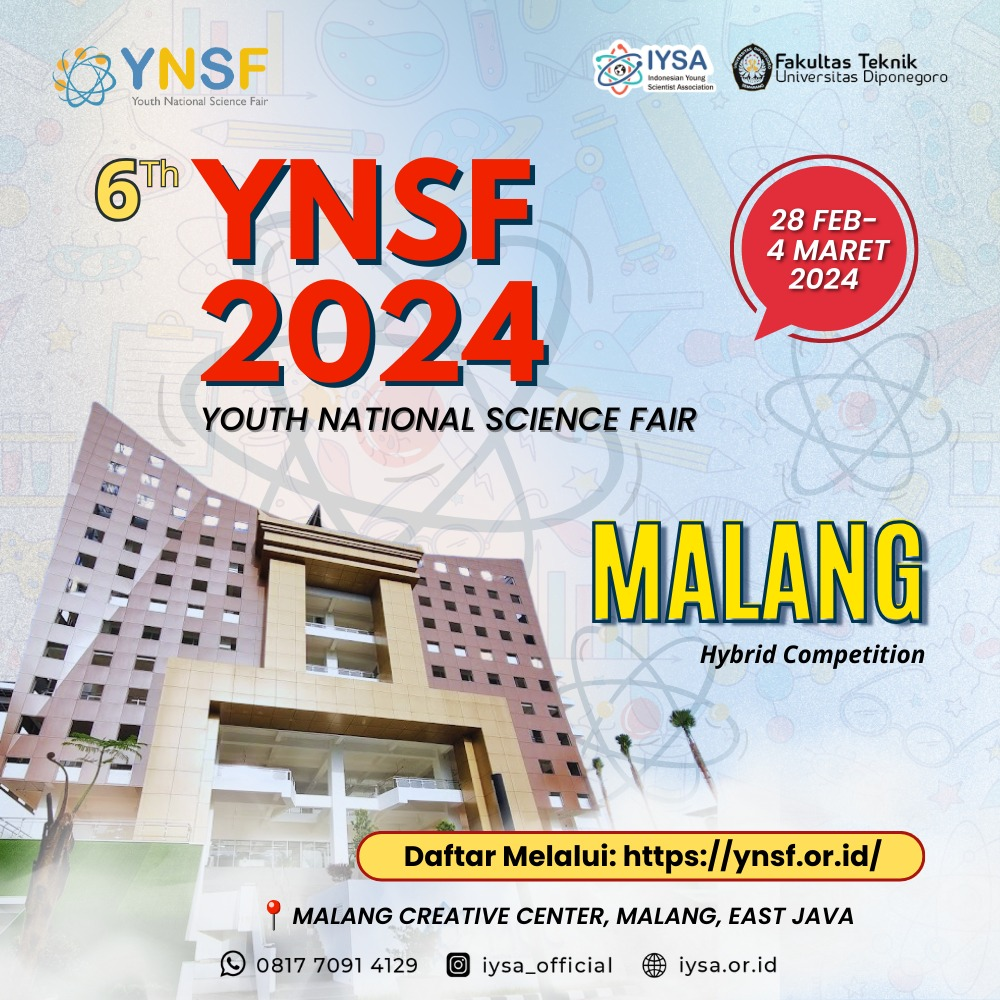 YNSF
Youth National Science Fair
IYSA
Indonesian Young
Scientist Association
Fakultas Teknik
Universitas Diponegoro
6Th YNSF
2024
YOUTH NATIONAL SCIENCE FAIR
28 FEB-
4 MARET
2024
MALANG
Hybrid Competition
Daftar Melalui: https://ynsf.or.id/
MALANG CREATIVE CENTER, MALANG, EAST JAVA
0817 7091 4129 iysa_official iysa.or.id